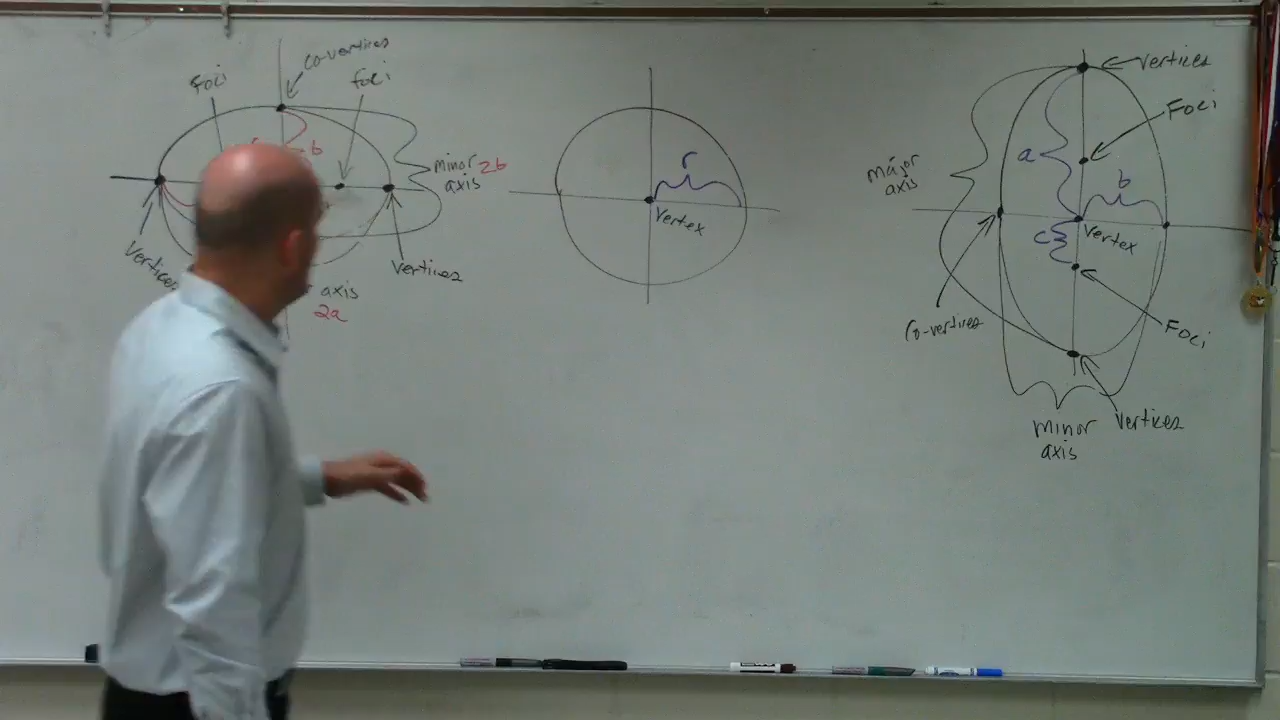 Co-vertices
Foci
foci
b
minor 2b
axis
Vertices
axis
2a
r
Vertex
Vertices
Foci
major
axis
a
b
c
Vertex
Co-vertices
Foci
Vertices
minor
axis